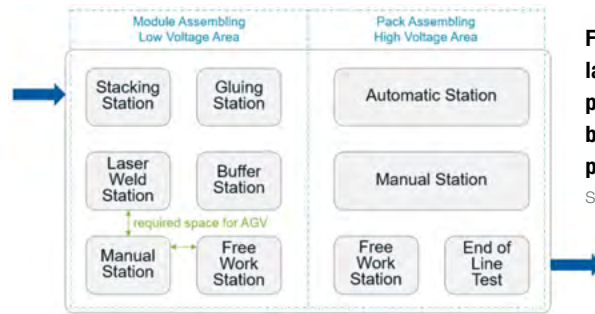 Module Assembling
Low Voltage Area
Pack Assembling
High Voltage Area
Stacking
Station
Gluing
Station
Automatic Station
Laser
Weld
Station
Buffer
Station
Manual Station
required space for AGV
Manual
Station
Free
Work
Station
Free
Work
Station
End of
Line
Test